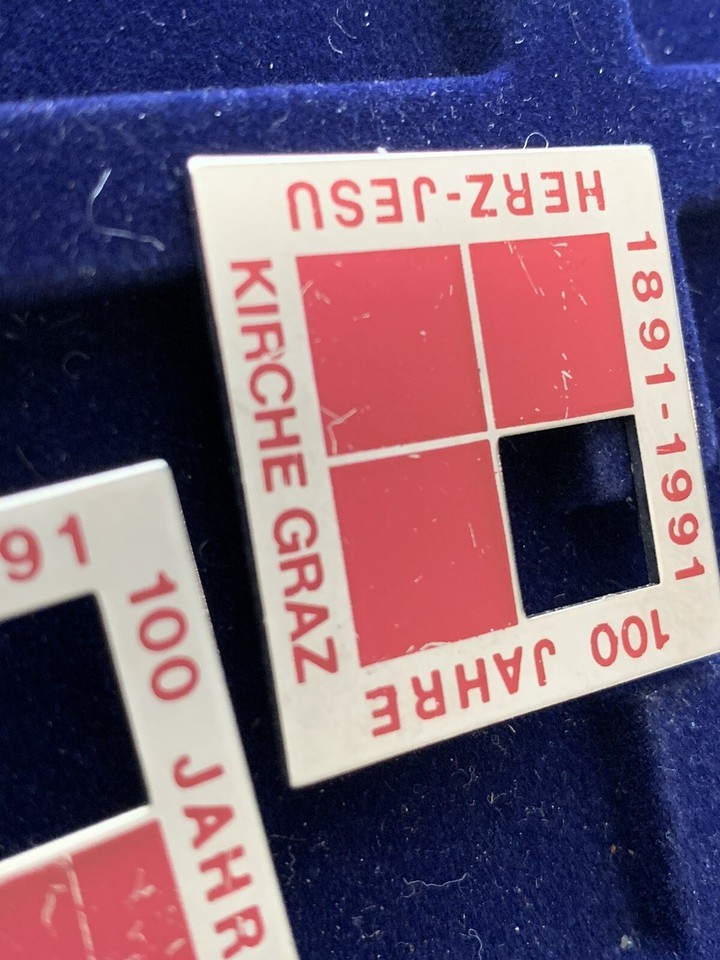 HERZ-JESU
KIRCHE GRAZ
100 JAHRE
1891-1991
91
100 JAHR